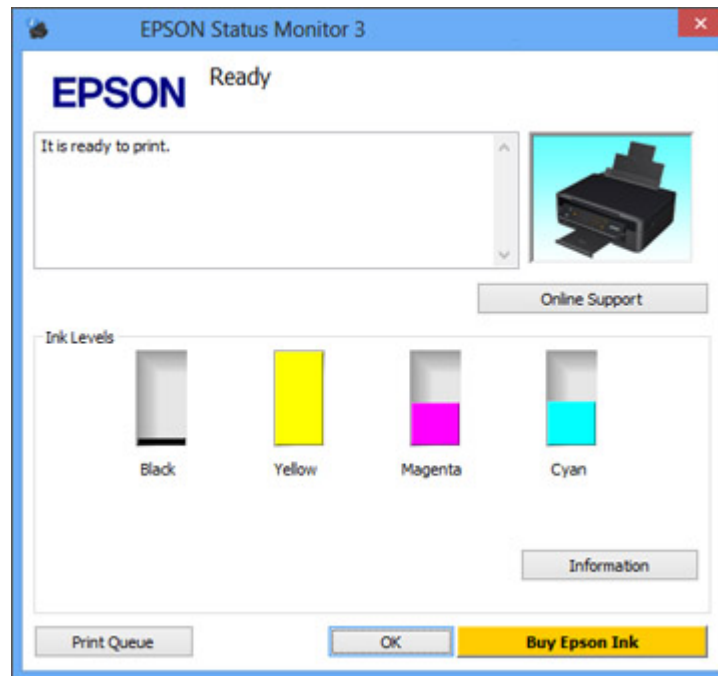 EPSON Status Monitor 3
EPSON
Ready
It is ready to print.
Online Support
Ink Levels
Black
Yellow
Magenta
Cyan
Information
Print Queue
OK
Buy Epson Ink